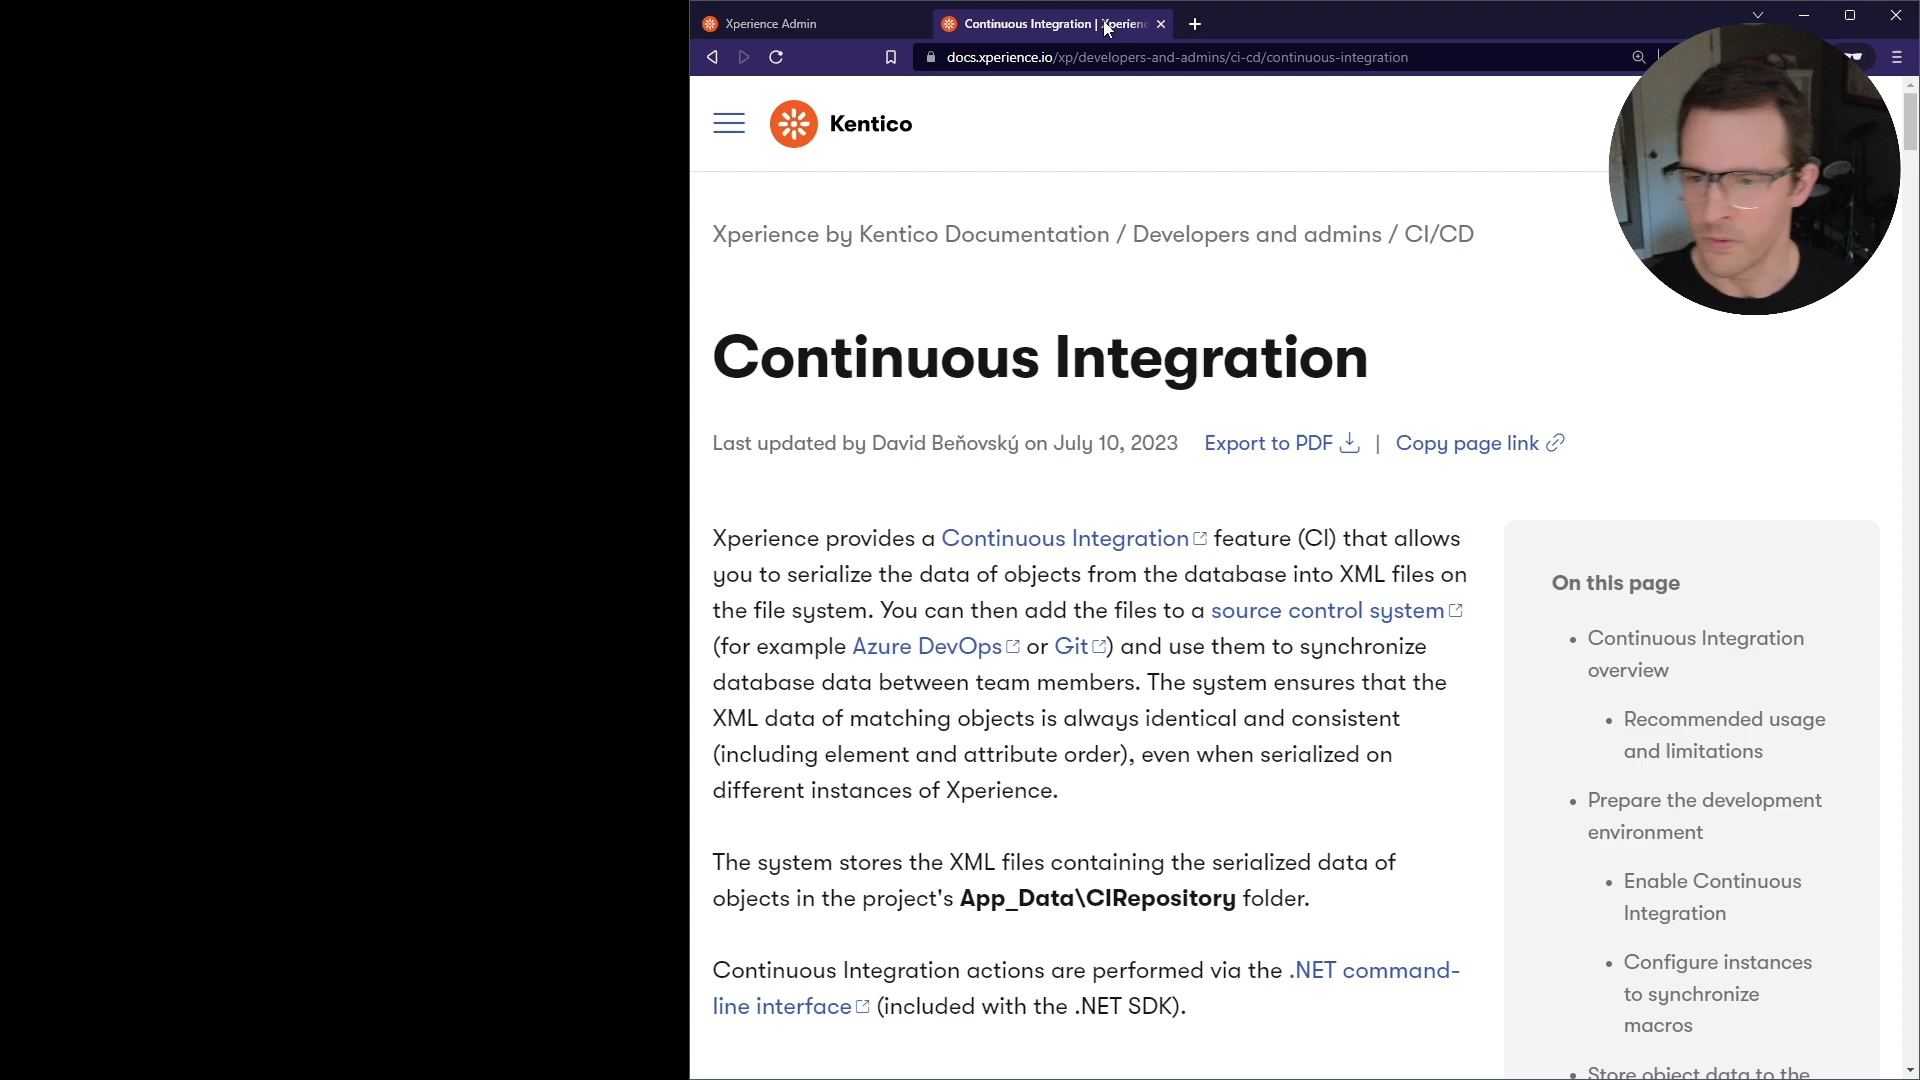 Xperience Admin
Continuous Integration | Xperien
docs.xperience.io/xp/developers-and-admins/ci-cd/continuous-integration
Kentico
Xperience by Kentico Documentation / Developers and admins / CI/CD
Continuous Integration
Last updated by David Beňovský on July 10, 2023 Export to PDF | Copy page link
Xperience provides a Continuous Integration feature (CI) that allows
you to serialize the data of objects from the database into XML files on
the file system. You can then add the files to a source control system
(for example Azure DevOps or Git) and use them to synchronize
database data between team members. The system ensures that the
XML data of matching objects is always identical and consistent
(including element and attribute order), even when serialized on
different instances of Xperience.
The system stores the XML files containing the serialized data of
objects in the project's App_Data\CIRepository folder.
Continuous Integration actions are performed via the .NET command-
line interface (included with the .NET SDK).
On this page
• Continuous Integration
overview
• Recommended usage
and limitations
• Prepare the development
environment
• Enable Continuous
Integration
• Configure instances
to synchronize
macros
• Store object data to the